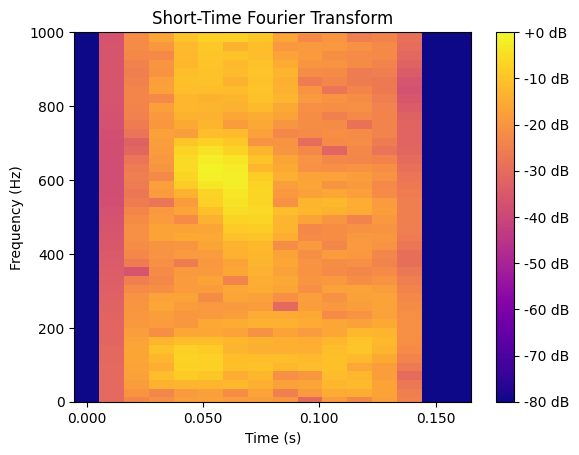 Short-Time Fourier Transform
1000
800
600
400
200
0
Frequency (Hz)
0.000
0.050
0.100
0.150
Time (s)
+0 dB
-10 dB
-20 dB
-30 dB
-40 dB
-50 dB
-60 dB
-70 dB
-80 dB